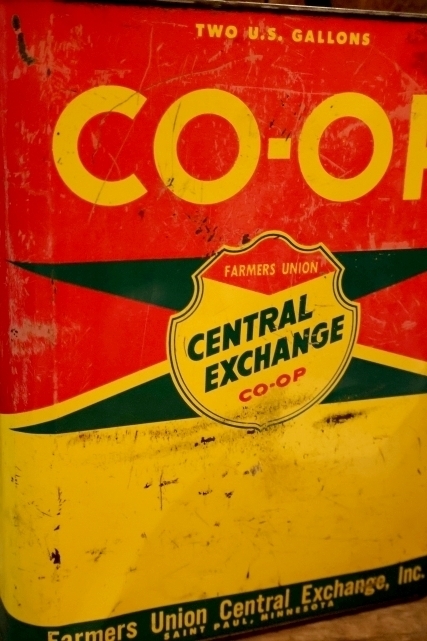 TWO U.S. GALLONS
CO-OP
FARMERS UNION
CENTRAL
EXCHANGE
CO-OP
Farmers Union Central Exchange, Inc.
SAINT PAUL, MINNESOTA